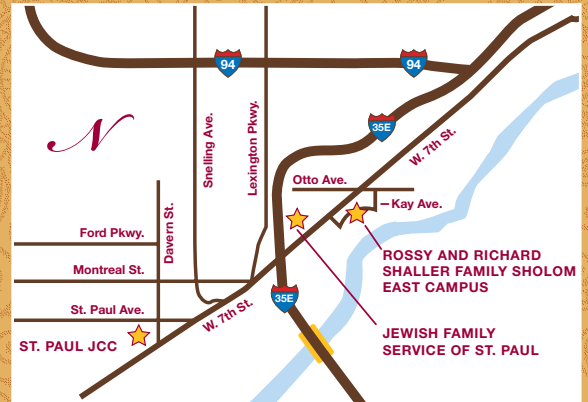 94
94
35E
N
Snelling Ave.
Lexington Pkwy.
W. 7th St.
Otto Ave.
Kay Ave.
Davern St.
Ford Pkwy.
Montreal St.
St. Paul Ave.
W. 7th St.
35E
ROSSY AND RICHARD
SHALLER FAMILY SHOLOM
EAST CAMPUS
JEWISH FAMILY
SERVICE OF ST. PAUL
ST. PAUL JCC